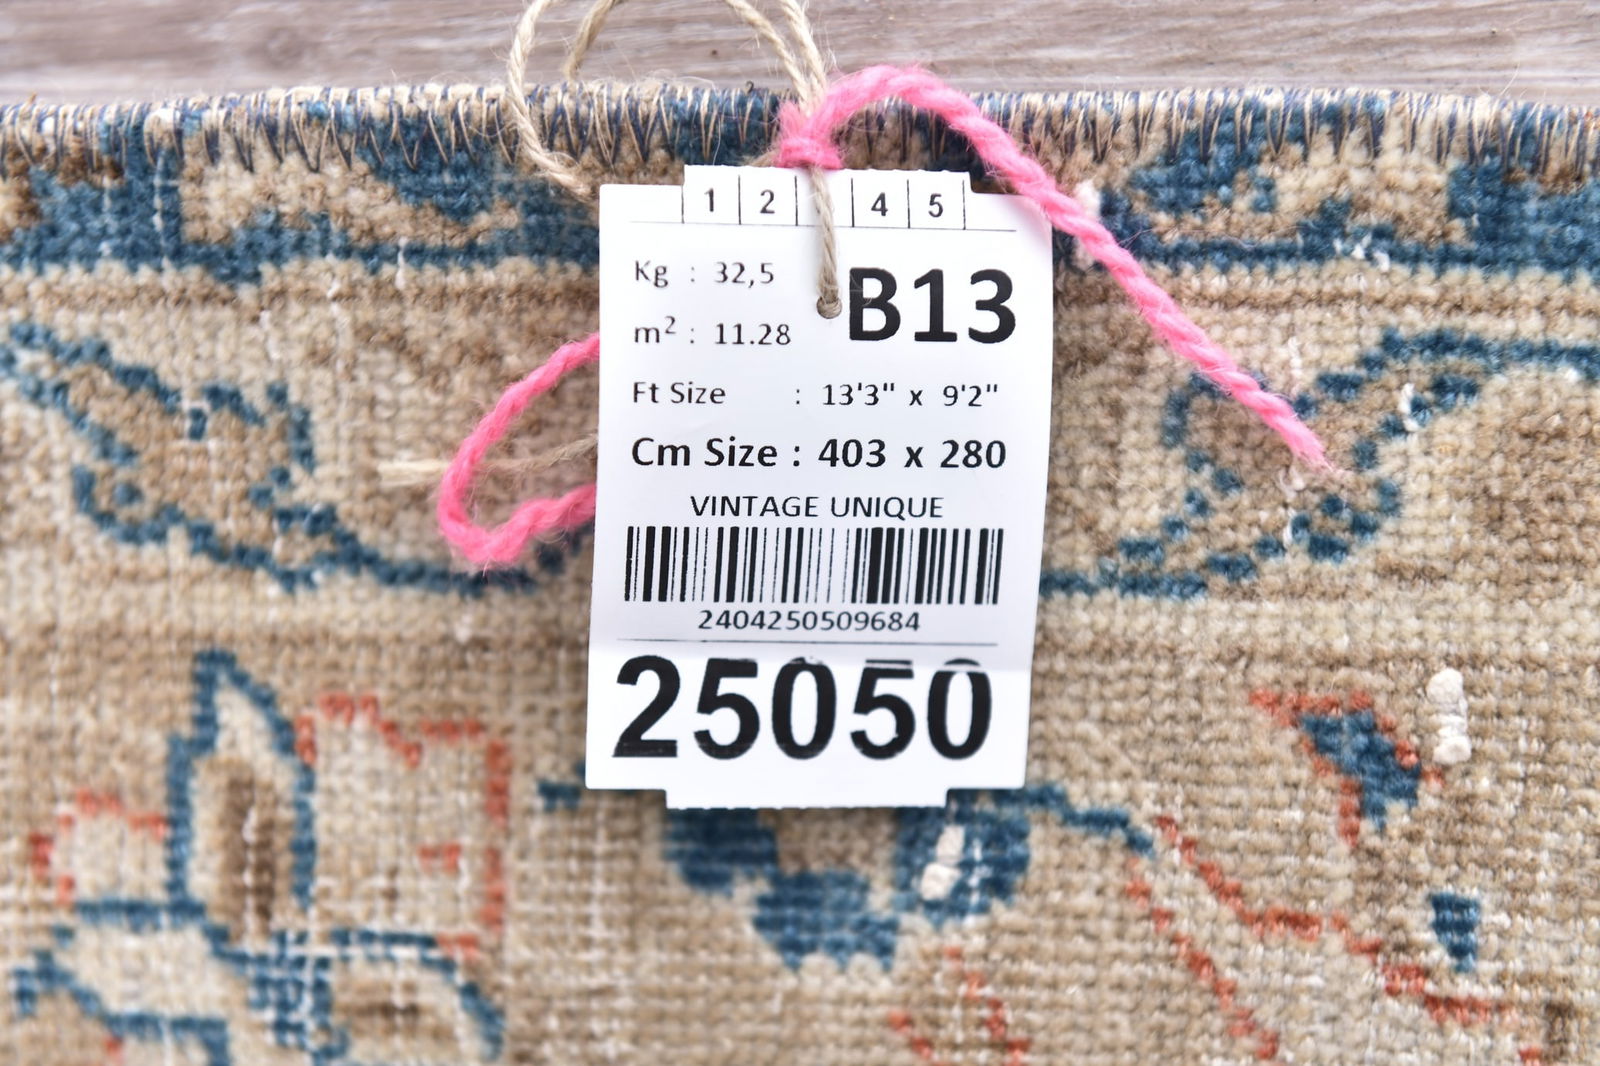 1 2 4 5
Kg : 32,5
B13
m² : 11.28
Ft Size : 13'3" x 9'2"
Cm Size : 403 x 280
VINTAGE UNIQUE
2404250509684
25050